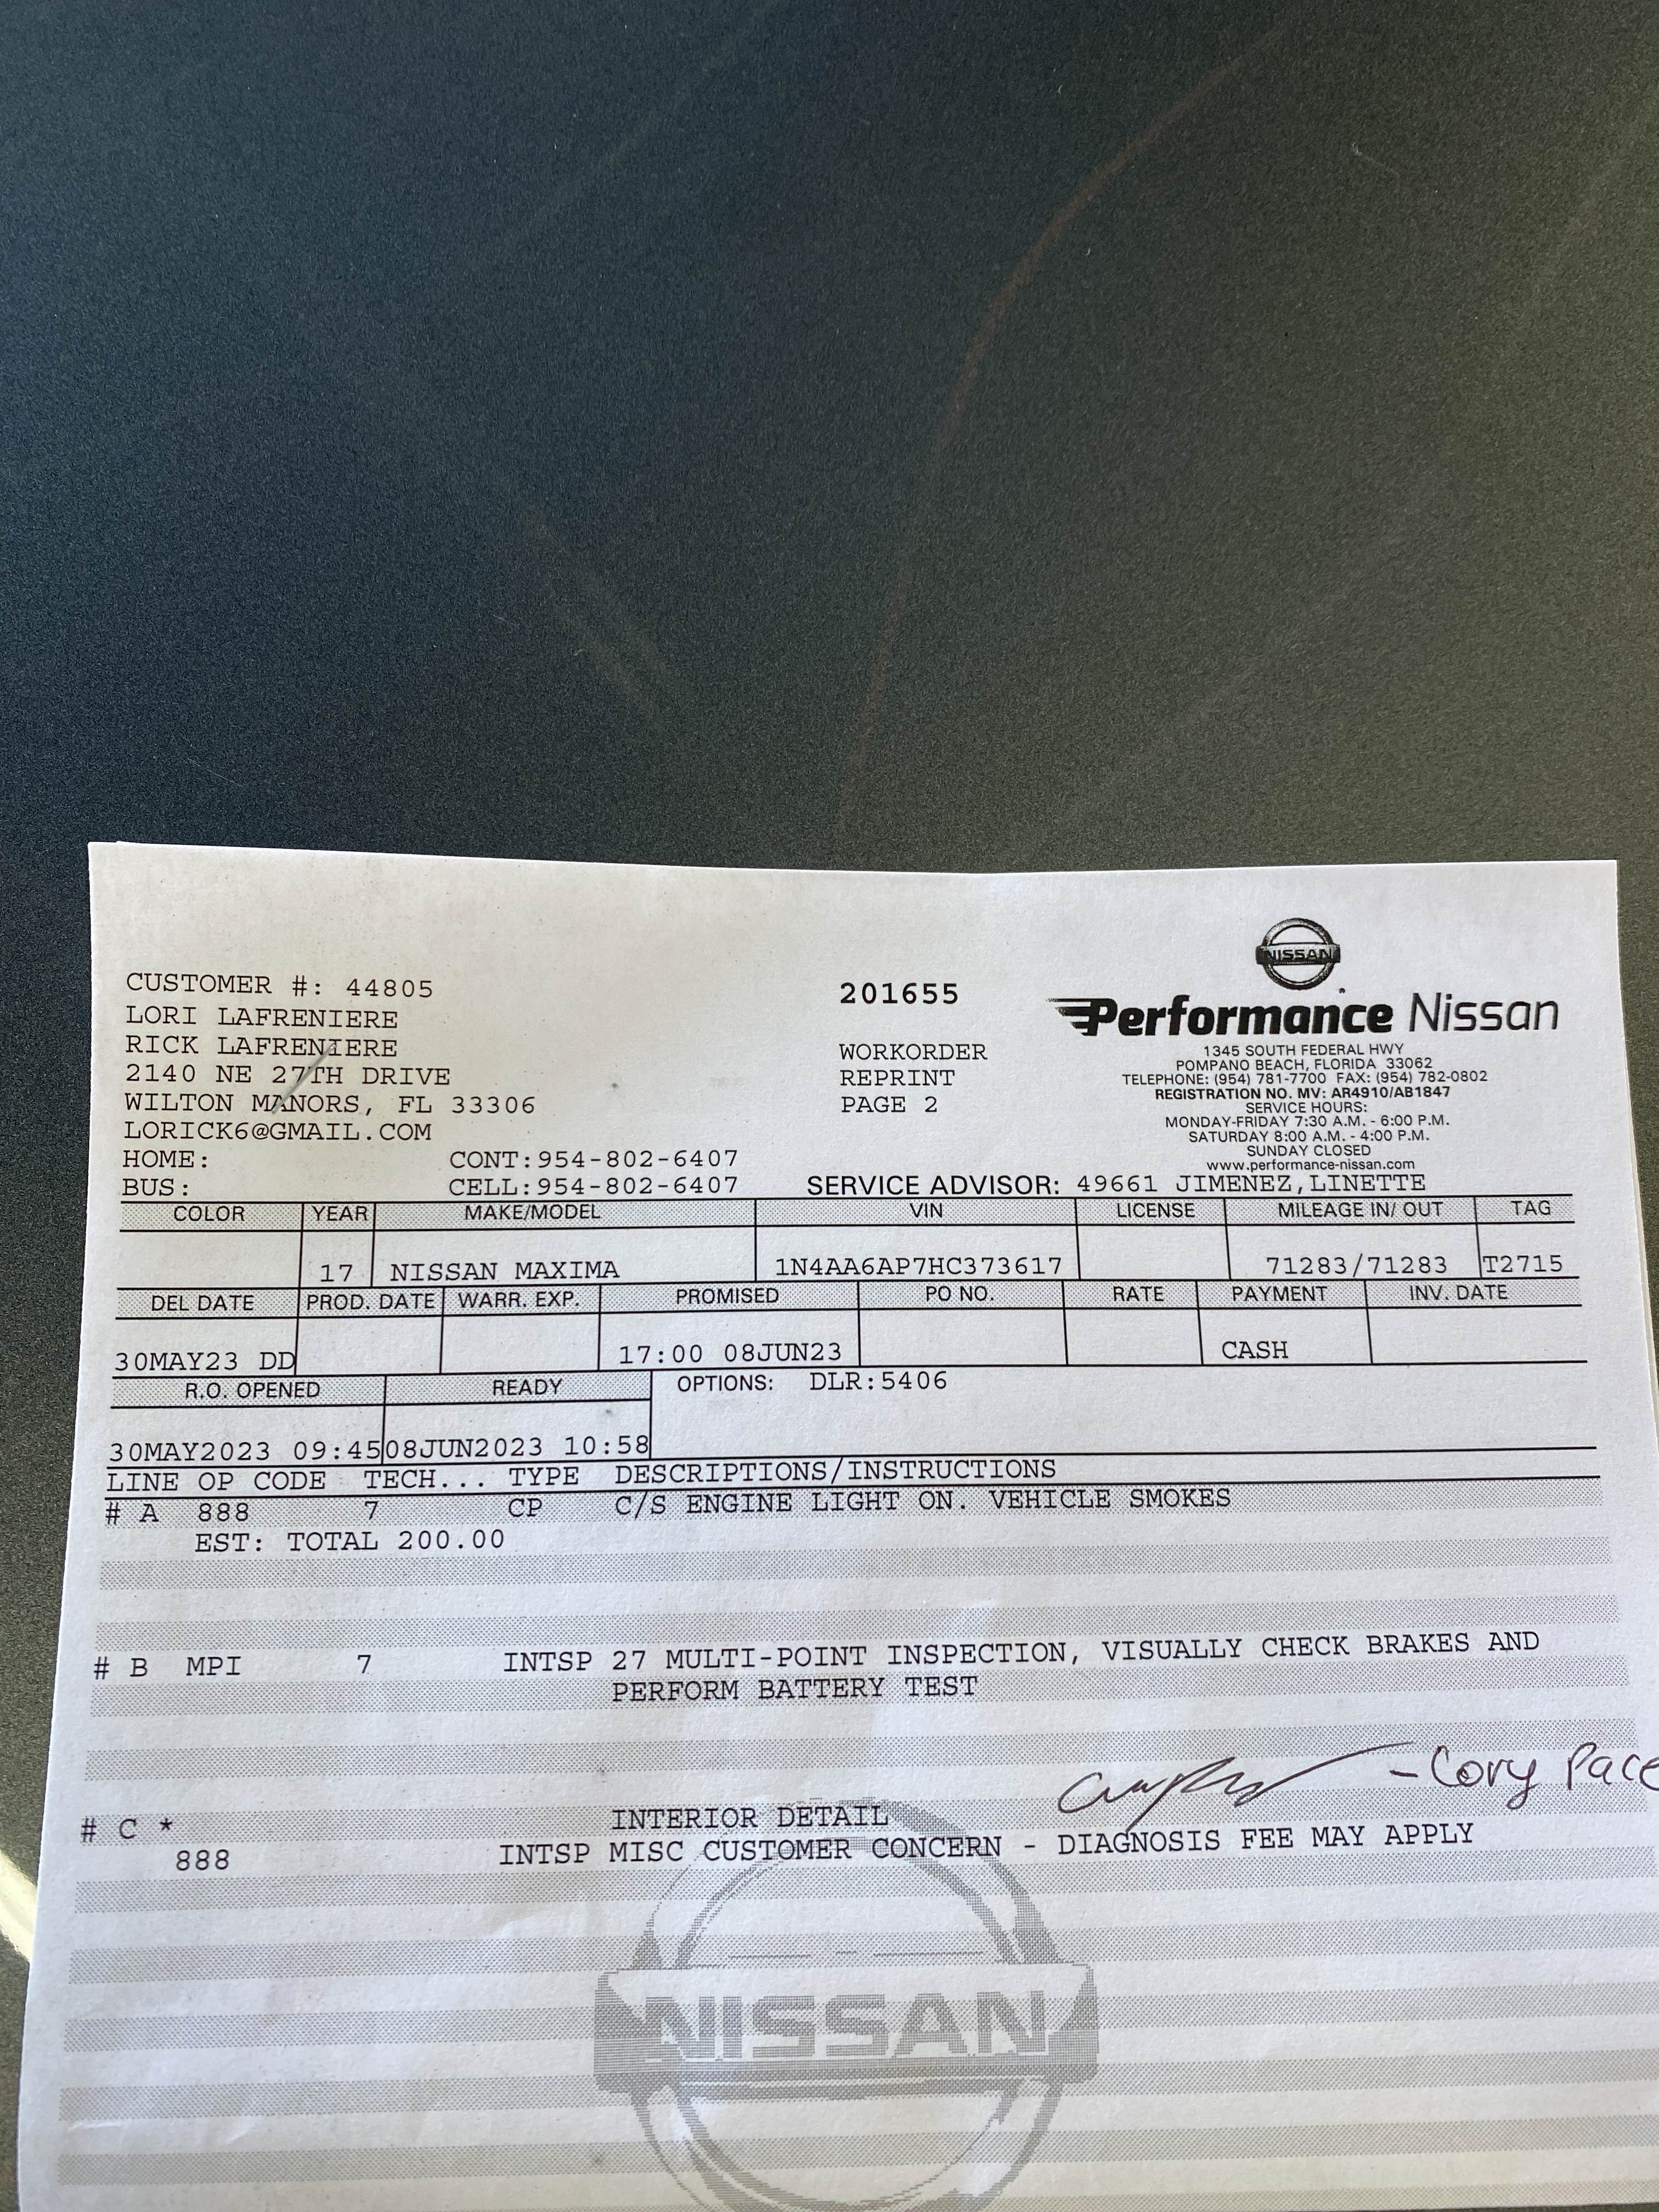 CUSTOMER #: 44805
LORI LAFRENIERE
RICK LAFRENIERE
2140 NE 27TH DRIVE
WILTON MANORS, FL 33306
LORICK6@GMAIL.COM
HOME: CONT:954-802-6407
BUS: CELL:954-802-6407
201655
WORKORDER
REPRINT
PAGE 2
NISSAN
Performance Nissan
1345 SOUTH FEDERAL HWY
POMPANO BEACH, FLORIDA 33062
TELEPHONE: (954) 781-7700 FAX: (954) 782-0802
REGISTRATION NO. MV: AR4910/AB1847
SERVICE HOURS:
MONDAY-FRIDAY 7:30 A.M. - 6:00 P.M.
SATURDAY 8:00 A.M. - 4:00 P.M.
SUNDAY CLOSED
www.performance-nissan.com
SERVICE ADVISOR: 49661 JIMENEZ,LINETTE
COLOR YEAR MAKE/MODEL VIN LICENSE MILEAGE IN/ OUT TAG
17 NISSAN MAXIMA 1N4AA6AP7HC373617 71283/71283 T2715
DEL DATE PROD. DATE WARR. EXP. PROMISED PO NO. RATE PAYMENT INV. DATE
30MAY23 DD 17:00 08JUN23 CASH
R.O. OPENED READY OPTIONS: DLR:5406
30MAY2023 09:45 08JUN2023 10:58
LINE OP CODE TECH... TYPE DESCRIPTIONS/INSTRUCTIONS
# A 888 7 CP C/S ENGINE LIGHT ON. VEHICLE SMOKES
EST: TOTAL 200.00
# B MPI 7 INTSP 27 MULTI-POINT INSPECTION, VISUALLY CHECK BRAKES AND
PERFORM BATTERY TEST
- Cory Pace
# C * INTERIOR DETAIL
888 INTSP MISC CUSTOMER CONCERN - DIAGNOSIS FEE MAY APPLY
NISSAN